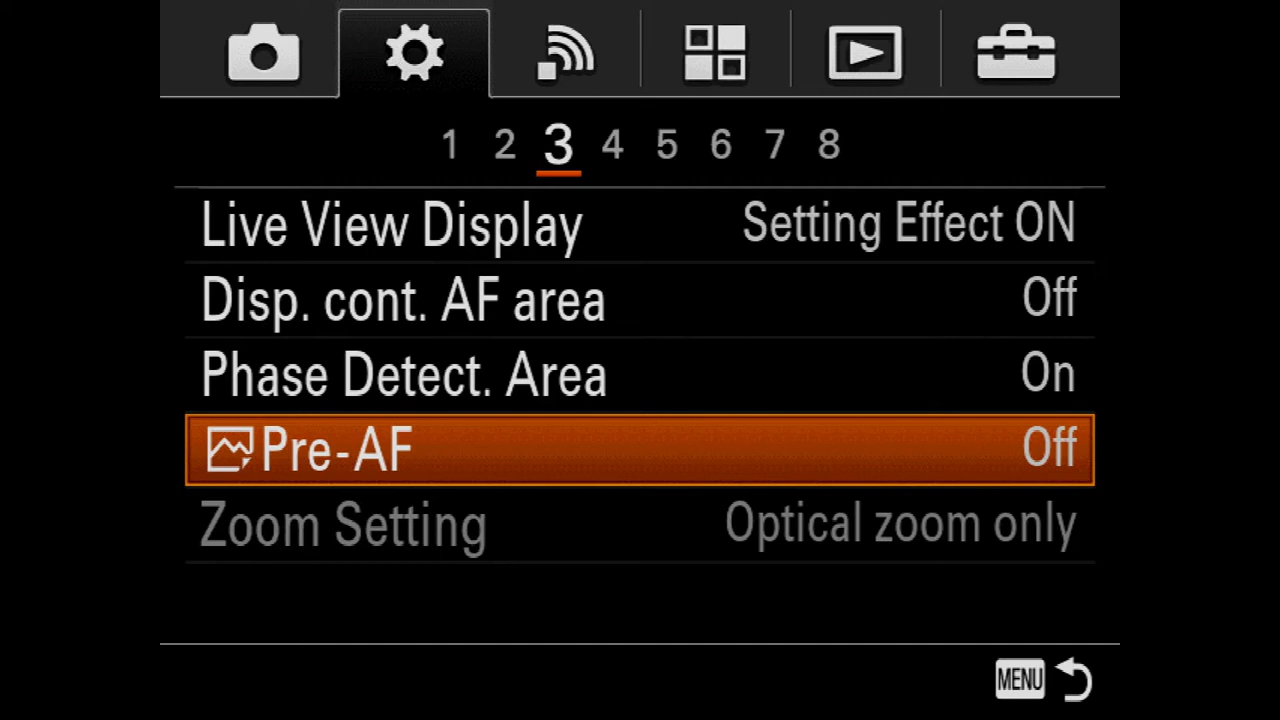 1 2 3 4 5 6 7 8
Live View Display Setting Effect ON
Disp. cont. AF area Off
Phase Detect. Area On
Pre-AF Off
Zoom Setting Optical zoom only
MENU